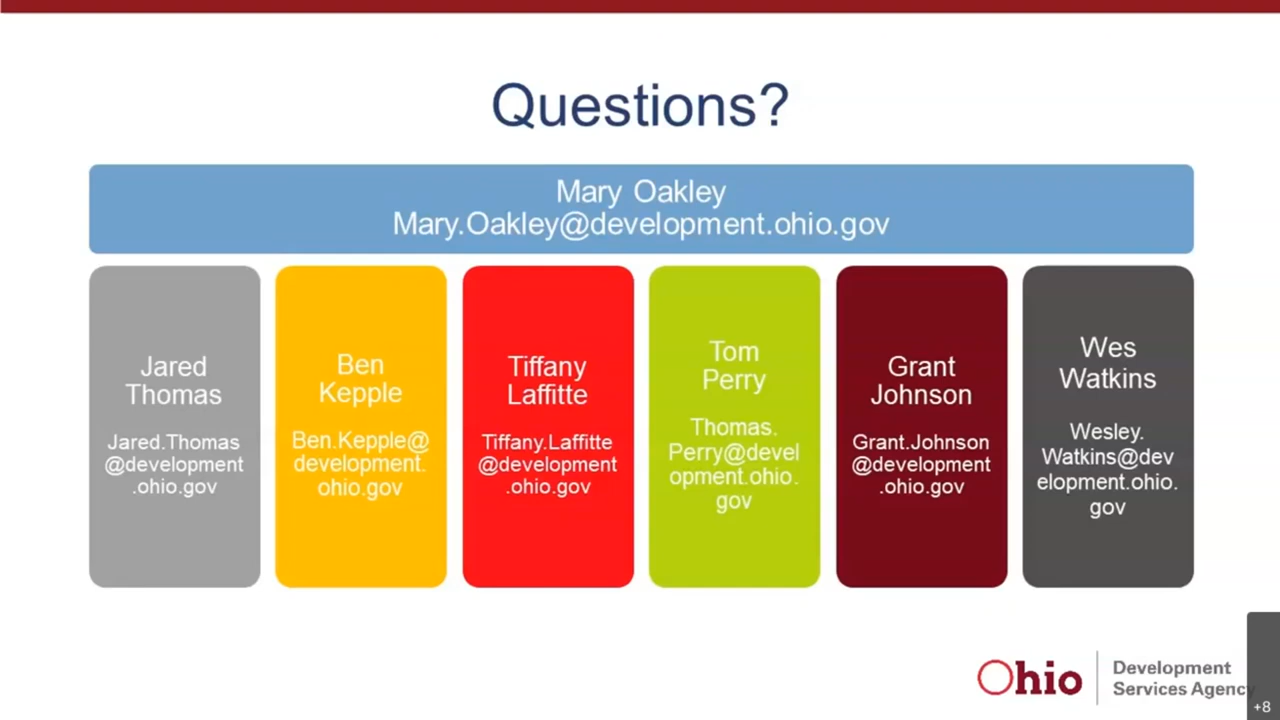 Questions?
Mary Oakley
Mary.Oakley@development.ohio.gov
Jared
Thomas
Jared.Thomas
@development
.ohio.gov
Ben
Kepple
Ben.Kepple@
development.
ohio.gov
Tiffany
Laffitte
Tiffany.Laffitte
@development
.ohio.gov
Tom
Perry
Thomas.
Perry@devel
opment.ohio.
gov
Grant
Johnson
Grant.Johnson
@development
.ohio.gov
Wes
Watkins
Wesley.
Watkins@dev
elopment.ohio.
gov
Ohio
Development
Services Agency
+8